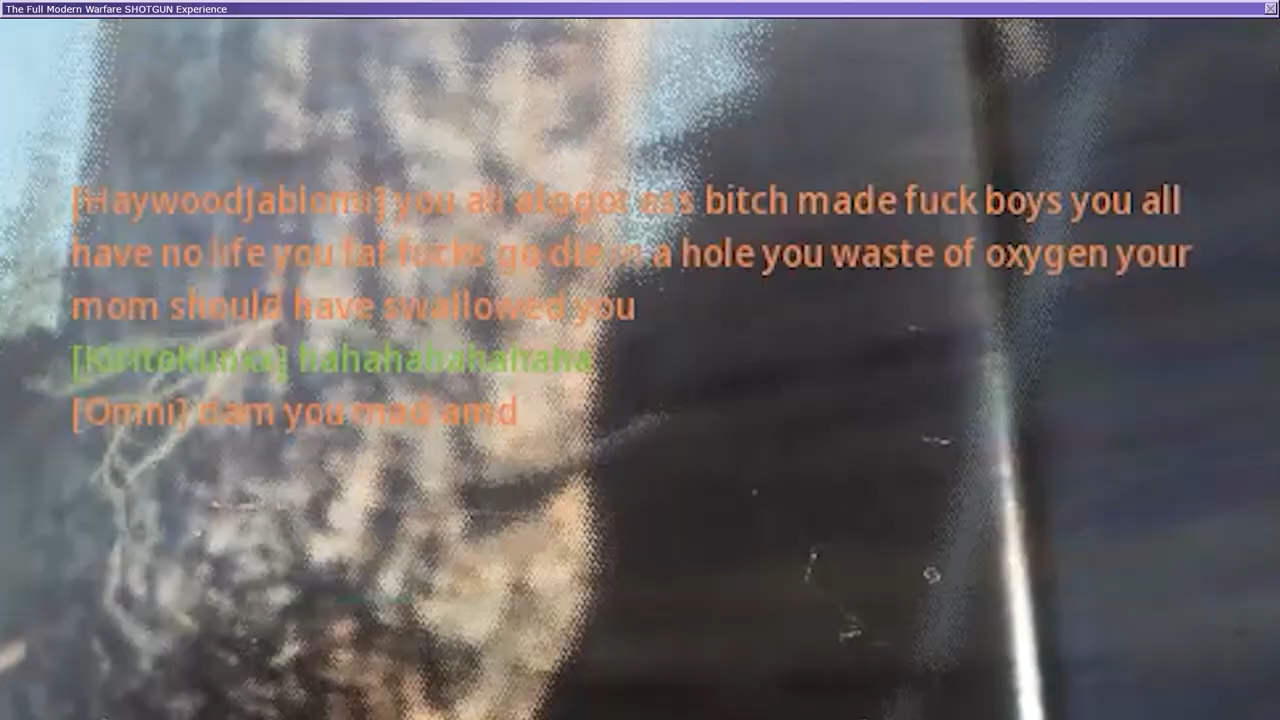 The Full Modern Warfare SHOTGUN Experience
[HaywoodJablomi] you all ass bitch made fuck boys you all
have no life you fat fucks go die in a hole you waste of oxygen your
mom should have swallowed you
hahahahahahaha
[Omni] dam you mad amd